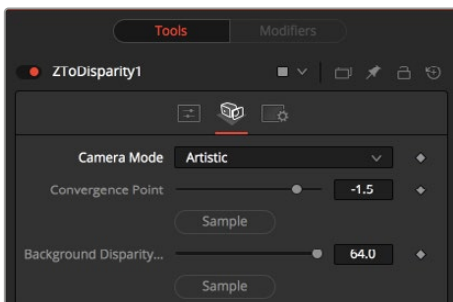 Tools Modifiers
ZToDisparity1
Camera Mode Artistic
Convergence Point -1.5
Sample
Background Disparity... 64.0
Sample